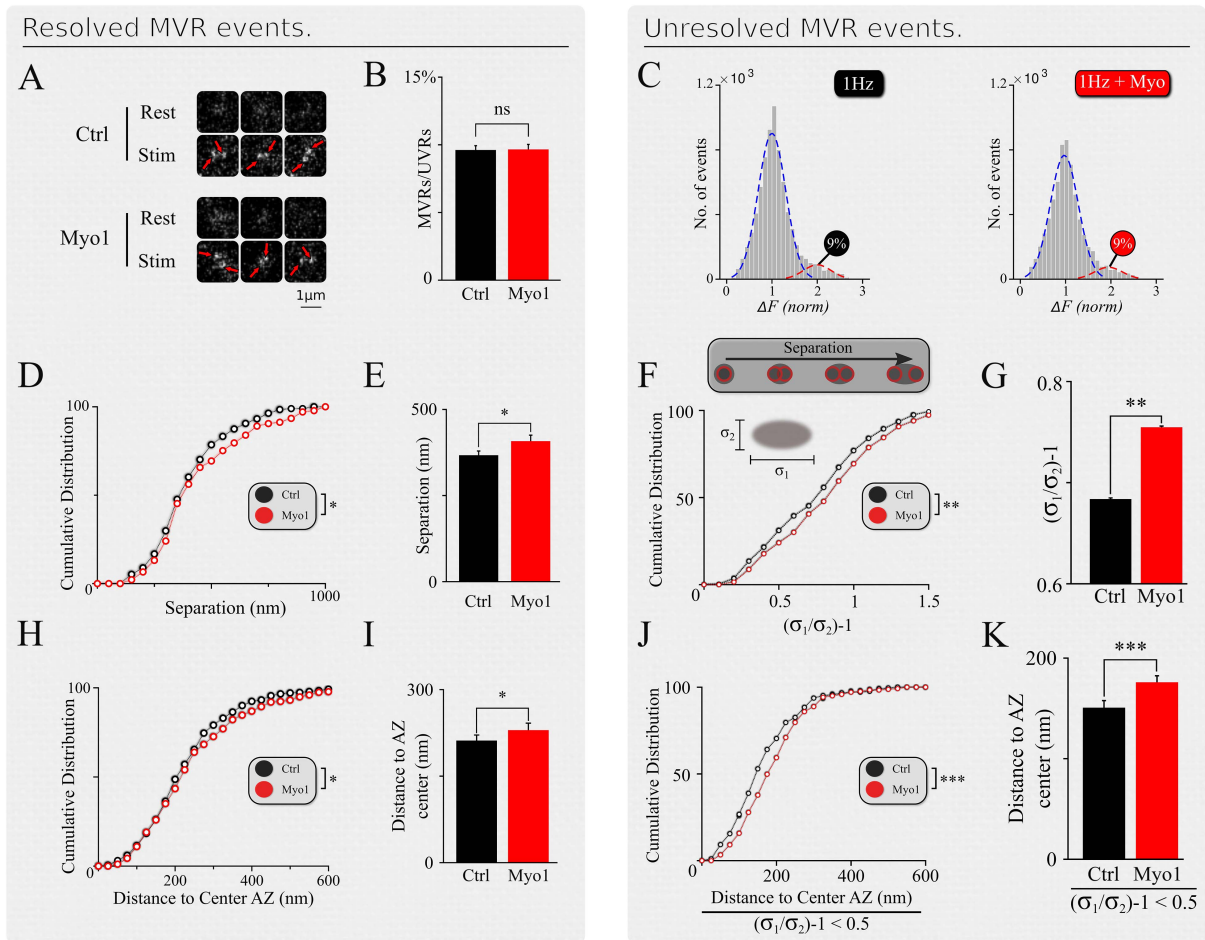 Resolved MVR events.
A
Ctrl
Rest
Stim
Myo1
Rest
Stim
1μm
B
15%
MVRs/UVRs
0
ns
Ctrl Myo1
D
100
Cumulative Distribution
0
Ctrl
Myo1
*
Separation (nm)
1000
E
500
Separation (nm)
0
*
Ctrl Myo1
H
100
Cumulative Distribution
0
Ctrl
Myo1
*
200 400 600
Distance to Center AZ (nm)
I
300
Distance to AZ
center (nm)
0
*
Ctrl Myo1
Unresolved MVR events.
C
1.2 ×10³
No. of events
0
1Hz
9%
0 1 2 3
ΔF (norm)
1.2 ×10³
No. of events
0
1Hz + Myo
9%
0 1 2 3
ΔF (norm)
F
Separation
100
50
Cumulative Distribution
0
σ₂
σ₁
Ctrl
Myo1
**
0.5 1 1.5
(σ₁/σ₂)-1
G
0.8
(σ₁/σ₂)-1
0.6
**
Ctrl Myo1
J
100
50
Cumulative Distribution
0
Ctrl
Myo1
***
200 400 600
Distance to Center AZ (nm)
(σ₁/σ₂)-1 < 0.5
K
200
Distance to AZ
center (nm)
0
***
Ctrl Myo1
(σ₁/σ₂)-1 < 0.5